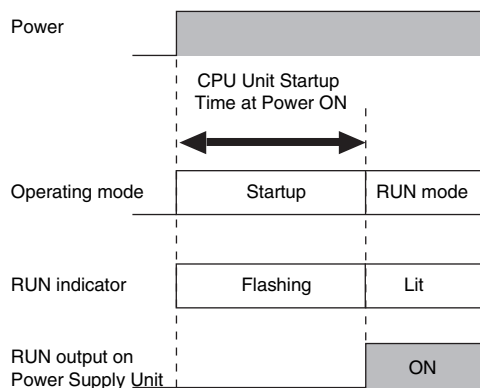 Power
CPU Unit Startup
Time at Power ON
Operating mode
Startup
RUN mode
RUN indicator
Flashing
Lit
RUN output on
Power Supply Unit
ON